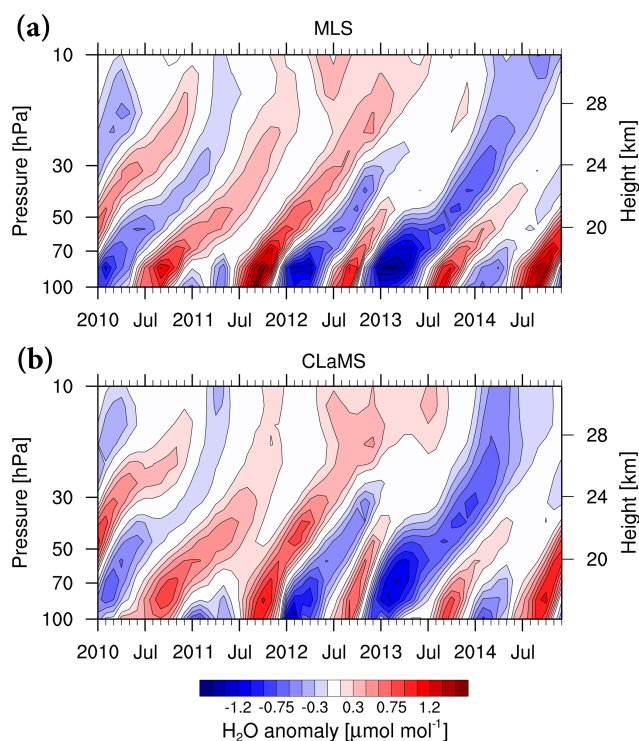 (a)
MLS
10
30
50
70
100
Pressure [hPa]
28
24
20
Height [km]
2010 Jul 2011 Jul 2012 Jul 2013 Jul 2014 Jul
(b)
CLaMS
10
30
50
70
100
Pressure [hPa]
28
24
20
Height [km]
2010 Jul 2011 Jul 2012 Jul 2013 Jul 2014 Jul
-1.2 -0.75 -0.3 0.3 0.75 1.2
H₂O anomaly [μmol mol⁻¹]